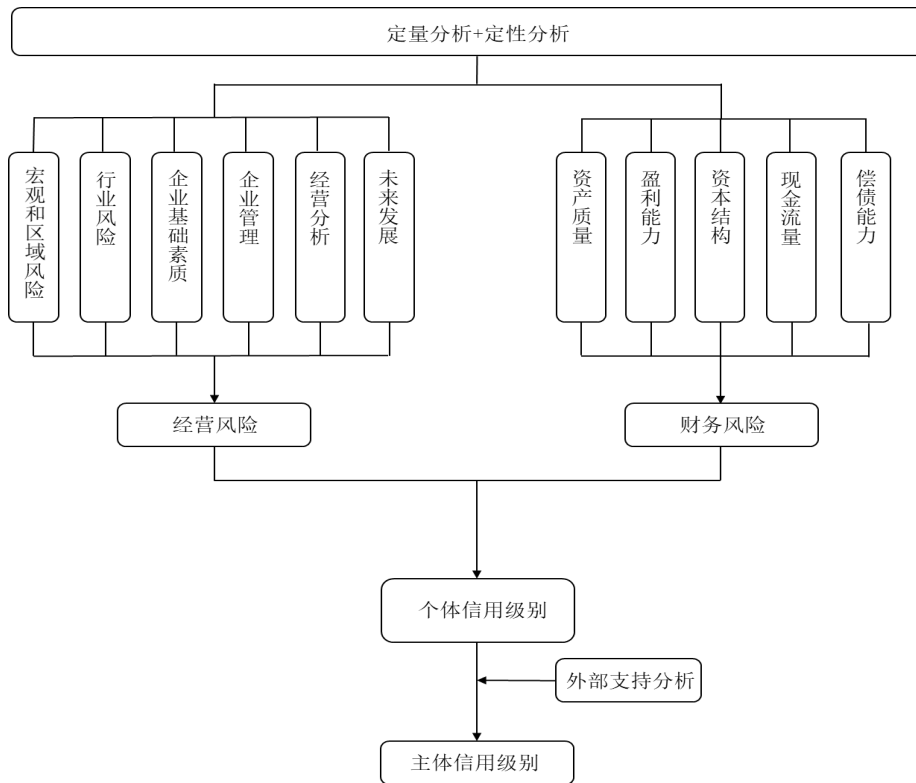 定量分析+定性分析
宏观和区域风险
行业风险
企业基础素质
企业管理
经营分析
未来发展
资产质量
盈利能力
资本结构
现金流量
偿债能力
经营风险
财务风险
个体信用级别
外部支持分析
主体信用级别